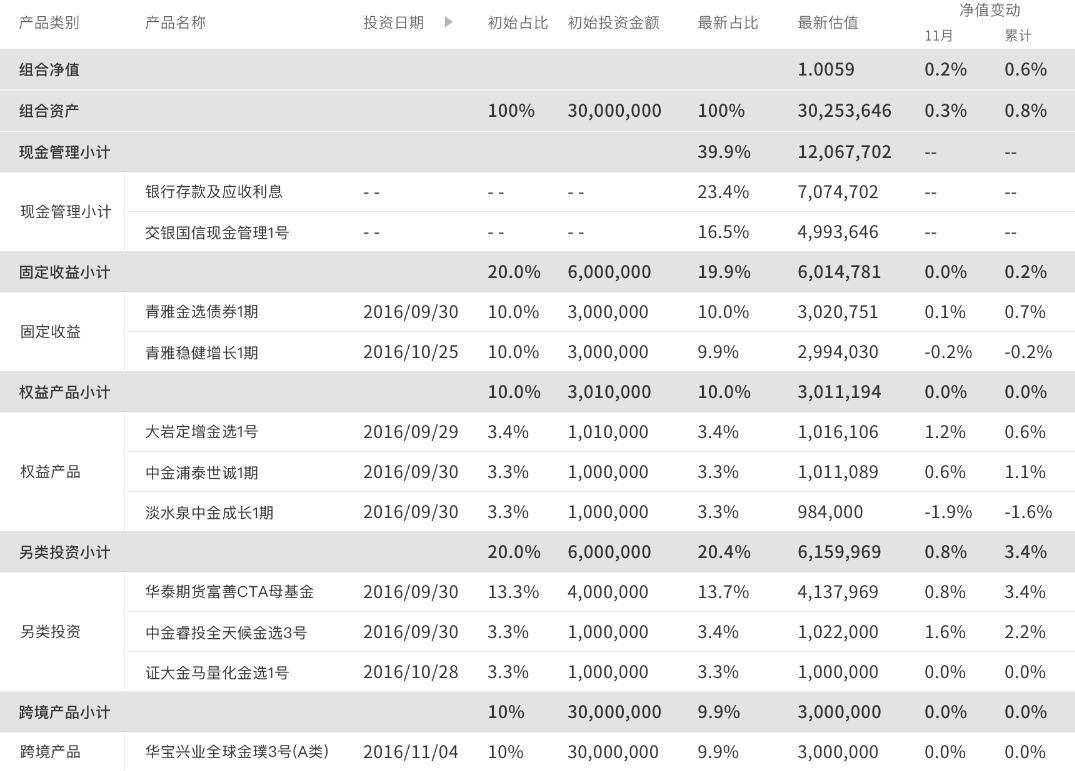 产品类别 产品名称 投资日期 初始占比 初始投资金额 最新占比 最新估值 净值变动
11月 累计
组合净值 1.0059 0.2% 0.6%
组合资产 100% 30,000,000 100% 30,253,646 0.3% 0.8%
现金管理小计 39.9% 12,067,702 -- --
银行存款及应收利息 - - - - - - 23.4% 7,074,702 -- --
现金管理小计
交银国信现金管理1号 - - - - - - 16.5% 4,993,646 -- --
固定收益小计 20.0% 6,000,000 19.9% 6,014,781 0.0% 0.2%
青雅金选债券1期 2016/09/30 10.0% 3,000,000 10.0% 3,020,751 0.1% 0.7%
固定收益
青雅稳健增长1期 2016/10/25 10.0% 3,000,000 9.9% 2,994,030 -0.2% -0.2%
权益产品小计 10.0% 3,010,000 10.0% 3,011,194 0.0% 0.0%
大岩定增金选1号 2016/09/29 3.4% 1,010,000 3.4% 1,016,106 1.2% 0.6%
权益产品 中金浦泰世诚1期 2016/09/30 3.3% 1,000,000 3.3% 1,011,089 0.6% 1.1%
淡水泉中金成长1期 2016/09/30 3.3% 1,000,000 3.3% 984,000 -1.9% -1.6%
另类投资小计 20.0% 6,000,000 20.4% 6,159,969 0.8% 3.4%
华泰期货富善CTA母基金 2016/09/30 13.3% 4,000,000 13.7% 4,137,969 0.8% 3.4%
另类投资 中金睿投全天候金选3号 2016/09/30 3.3% 1,000,000 3.4% 1,022,000 1.6% 2.2%
证大金马量化金选1号 2016/10/28 3.3% 1,000,000 3.3% 1,000,000 0.0% 0.0%
跨境产品小计 10% 30,000,000 9.9% 3,000,000 0.0% 0.0%
跨境产品 华宝兴业全球金璞3号(A类) 2016/11/04 10% 30,000,000 9.9% 3,000,000 0.0% 0.0%